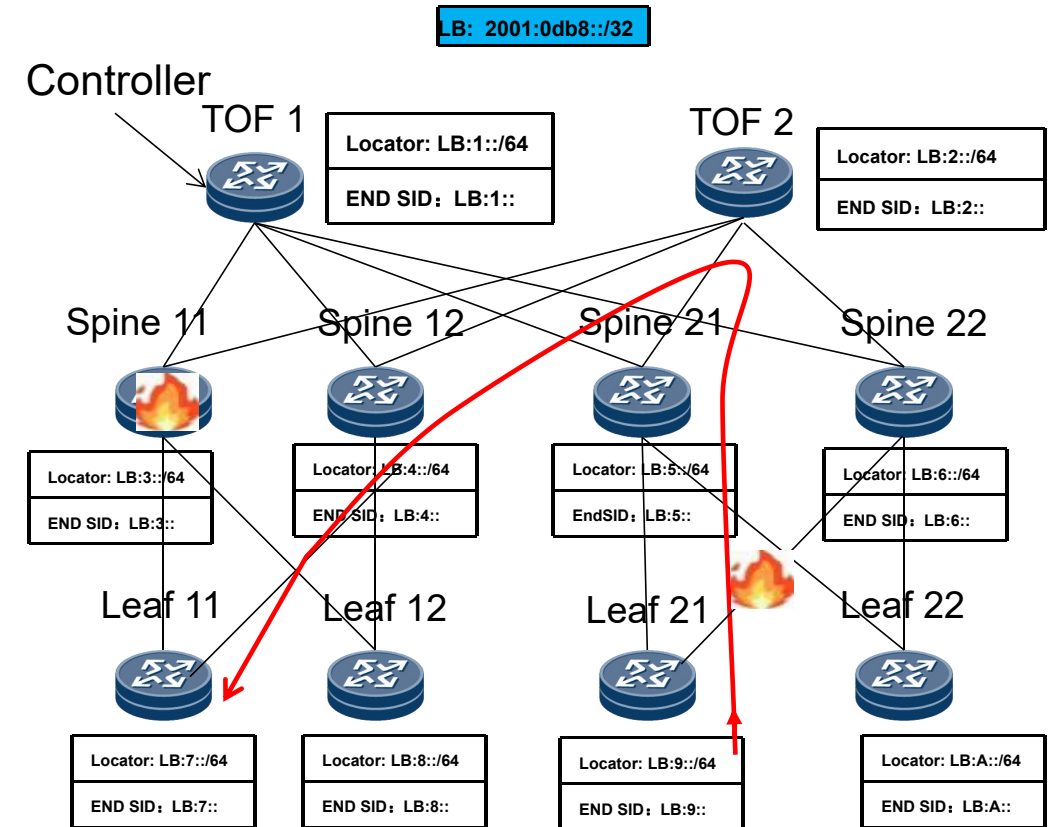 LB: 2001:0db8::/32
Controller
TOF 1
TOF 2
Locator: LB:1::/64
END SID：LB:1::
Locator: LB:2::/64
END SID：LB:2::
Spine 11
Spine 12
Spine 21
Spine 22
Locator: LB:3::/64
END SID：LB:3::
Locator: LB:4::/64
END SID：LB:4::
Locator: LB:5::/64
EndSID：LB:5::
Locator: LB:6::/64
END SID：LB:6::
Leaf 11
Leaf 12
Leaf 21
Leaf 22
Locator: LB:7::/64
END SID：LB:7::
Locator: LB:8::/64
END SID：LB:8::
Locator: LB:9::/64
END SID：LB:9::
Locator: LB:A::/64
END SID：LB:A::